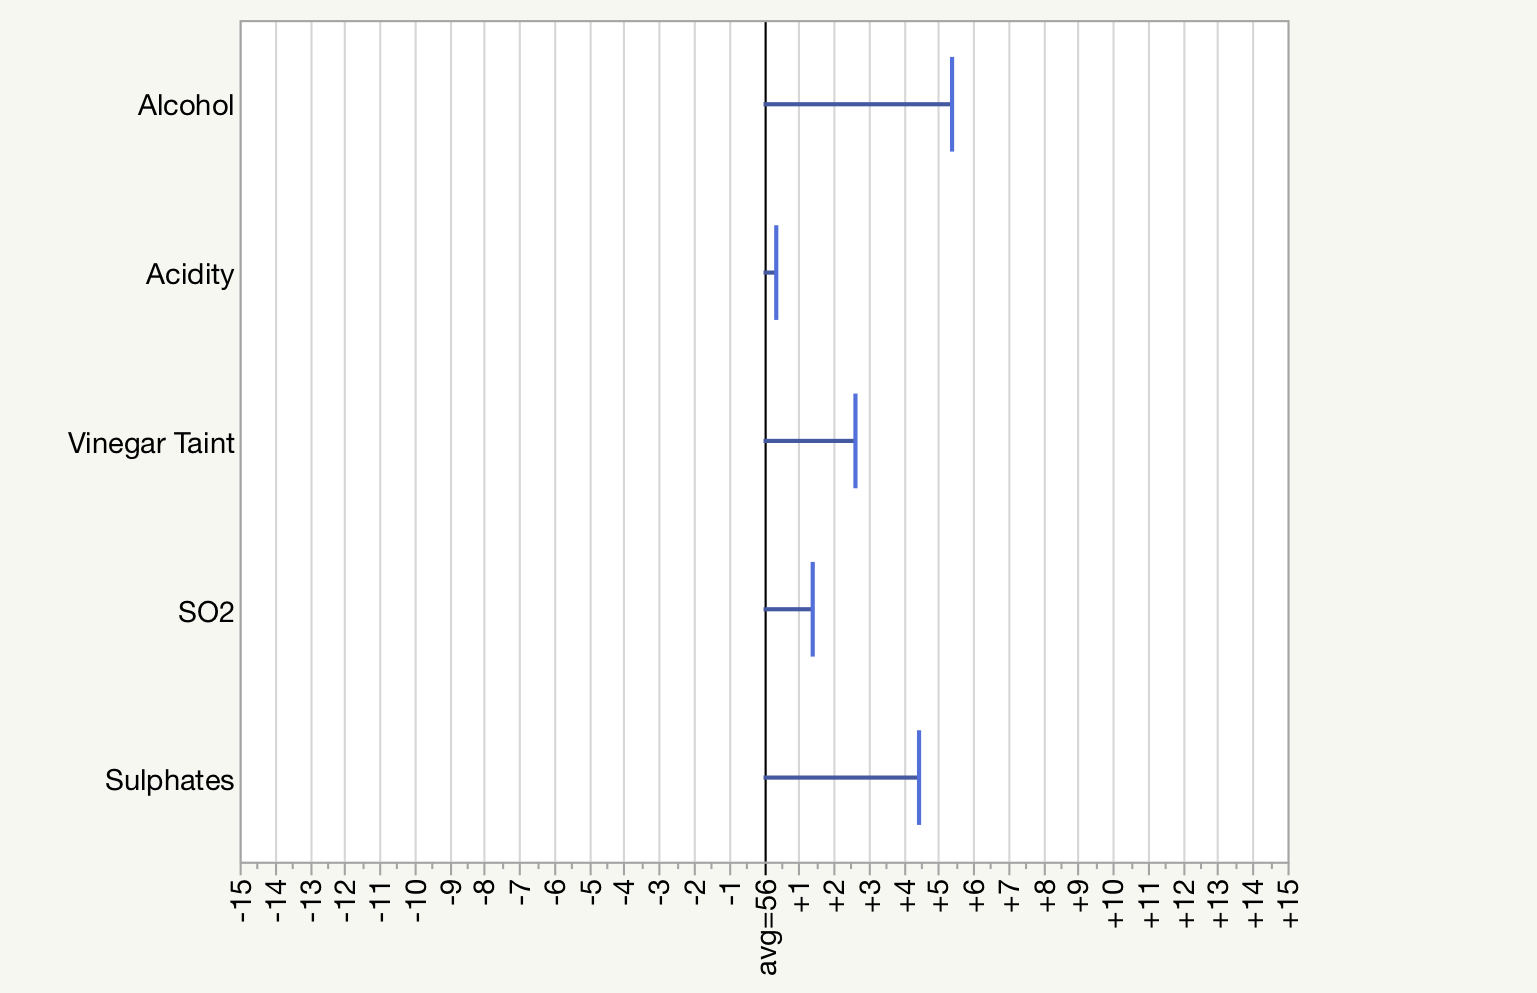 Alcohol
Acidity
Vinegar Taint
SO2
Sulphates
-15 -14 -13 -12 -11 -10 -9 -8 -7 -6 -5 -4 -3 -2 -1 avg=56 +1 +2 +3 +4 +5 +6 +7 +8 +9 +10 +11 +12 +13 +14 +15